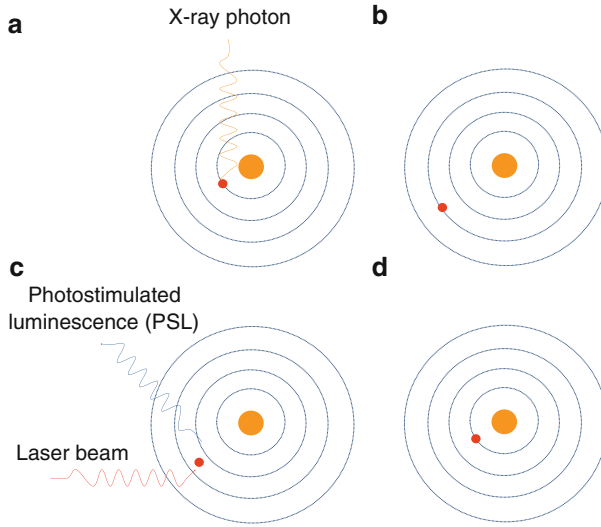 a
X-ray photon
b
c
Photostimulated
luminescence (PSL)
Laser beam
d